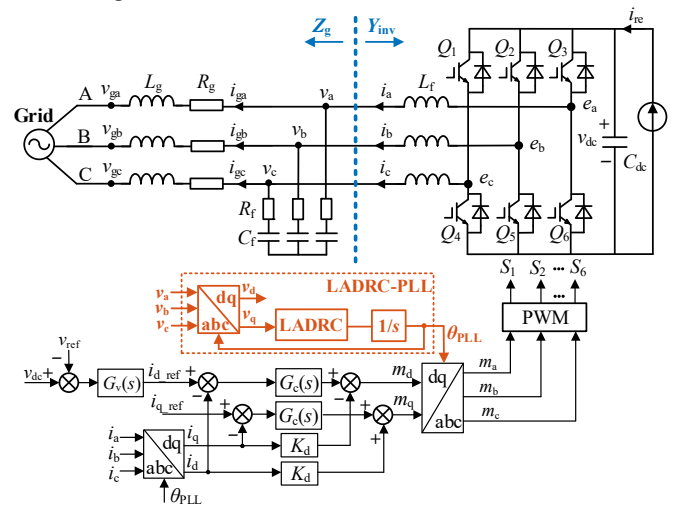 Z_g Y_inv
i_re
Q_1 Q_2 Q_3
A v_ga L_g R_g i_ga v_a i_a L_f e_a
Grid
B v_gb i_gb v_b i_b e_b
+ v_dc − C_dc
C v_gc i_gc v_c i_c e_c
R_f
C_f
Q_4 Q_5 Q_6
S_1 S_2 ... S_6
LADRC-PLL
v_a dq v_d
v_b
v_c abc v_q LADRC 1/s
θ_PLL
PWM
v_ref
−
v_dc + G_v(s) i_d_ref + − G_c(s) + − m_d dq m_a
i_q_ref + − G_c(s) + + m_q m_b
abc m_c
i_a dq i_q K_d
i_b
i_c abc i_d K_d
θ_PLL